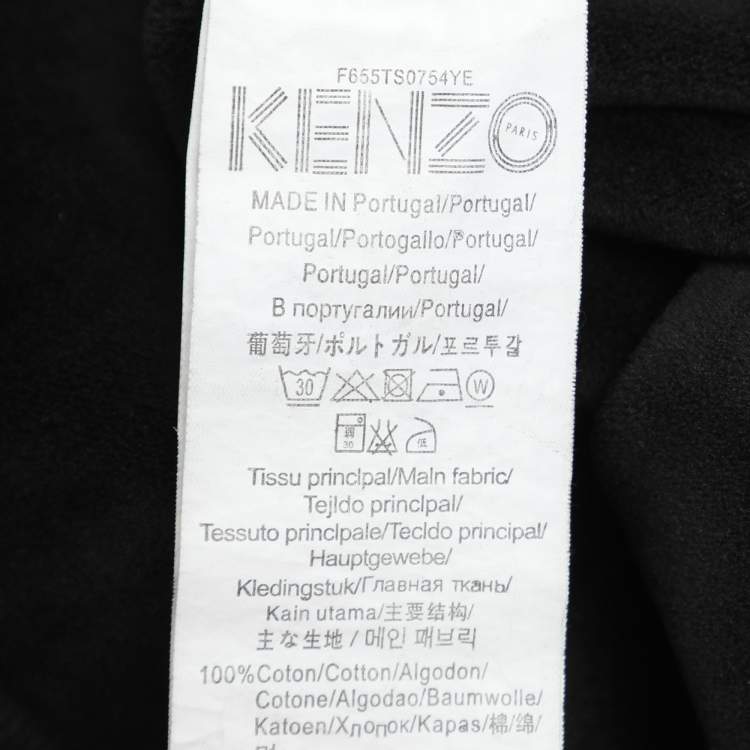 F655TS0754YE
KENZO PARIS
MADE IN Portugal/Portugal/
Portugal/Portogallo/Portugal/
Portugal/Portugal/
В португалии/Portugal/
葡萄牙/ポルトガル/포르투갈
30 W
弱 30 低
Tissu principal/Main fabric/
Tejido principal/
Tessuto principale/Tecido principal/
Hauptgewebe/
Kledingstuk/Главная ткань/
Kain utama/主要结构/
主な生地/메인 패브릭
100%Coton/Cotton/Algodon/
Cotone/Algodao/Baumwolle/
Katoen/Хлопок/Kapas/棉/绵/